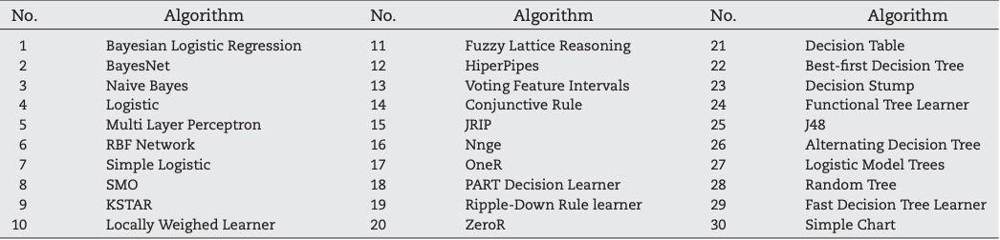 No. Algorithm No. Algorithm No. Algorithm
1 Bayesian Logistic Regression 11 Fuzzy Lattice Reasoning 21 Decision Table
2 BayesNet 12 HiperPipes 22 Best-first Decision Tree
3 Naive Bayes 13 Voting Feature Intervals 23 Decision Stump
4 Logistic 14 Conjunctive Rule 24 Functional Tree Learner
5 Multi Layer Perceptron 15 JRIP 25 J48
6 RBF Network 16 Nnge 26 Alternating Decision Tree
7 Simple Logistic 17 OneR 27 Logistic Model Trees
8 SMO 18 PART Decision Learner 28 Random Tree
9 KSTAR 19 Ripple-Down Rule learner 29 Fast Decision Tree Learner
10 Locally Weighed Learner 20 ZeroR 30 Simple Chart